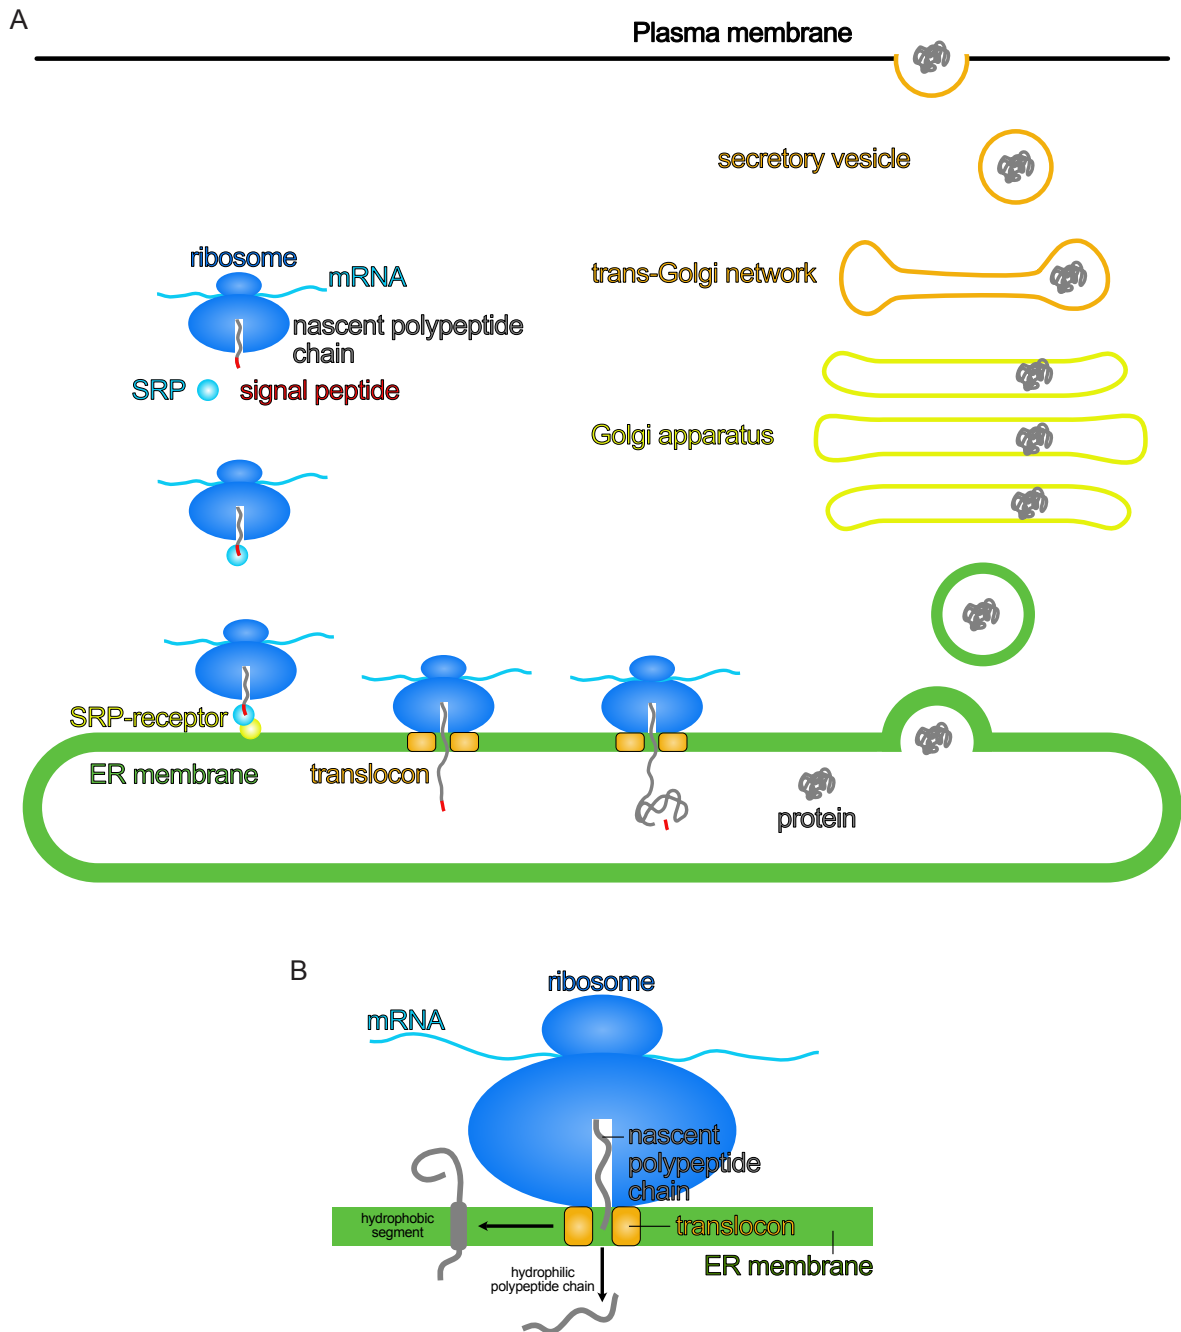 A
Plasma membrane
secretory vesicle
ribosome
mRNA
trans-Golgi network
nascent polypeptide
chain
SRP
signal peptide
Golgi apparatus
SRP-receptor
ER membrane
translocon
protein
B
ribosome
mRNA
nascent
polypeptide
chain
hydrophobic
segment
translocon
ER membrane
hydrophilic
polypeptide chain